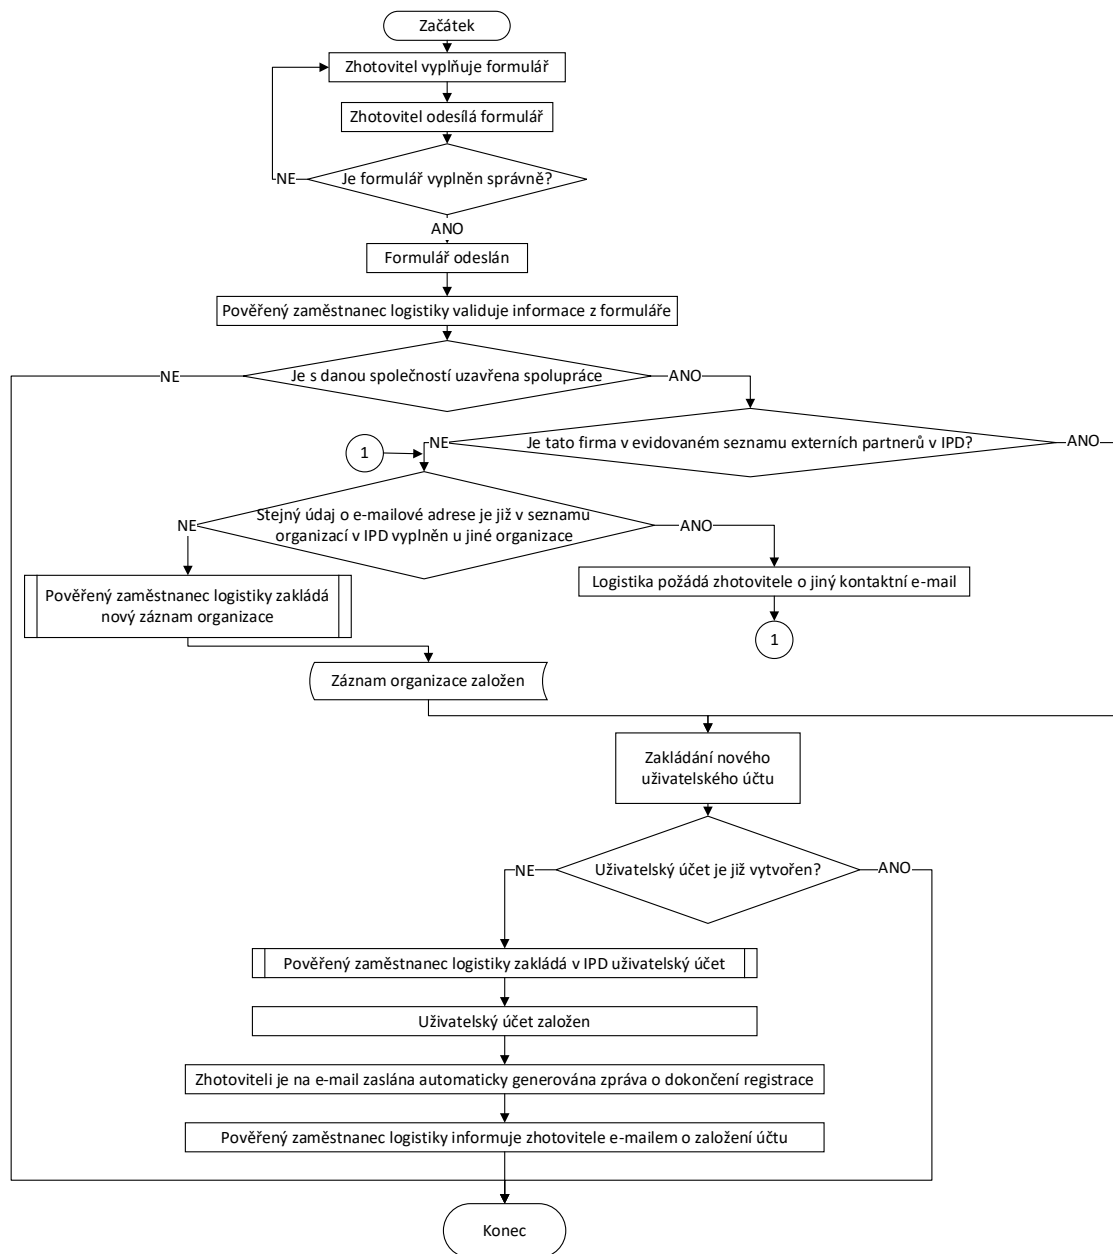 Začátek
Zhotovitel vyplňuje formulář
Zhotovitel odesílá formulář
Je formulář vyplněn správně?
NE
ANO
Formulář odeslán
Pověřený zaměstnanec logistiky validuje informace z formuláře
NE
Je s danou společností uzavřena spolupráce
ANO
1
NE
Je tato firma v evidovaném seznamu externích partnerů v IPD?
ANO
NE
Stejný údaj o e-mailové adrese je již v seznamu
organizací v IPD vyplněn u jiné organizace
ANO
Pověřený zaměstnanec logistiky zakládá
nový záznam organizace
Logistika požádá zhotovitele o jiný kontaktní e-mail
1
Záznam organizace založen
Zakládání nového
uživatelského účtu
NE
Uživatelský účet je již vytvořen?
ANO
Pověřený zaměstnanec logistiky zakládá v IPD uživatelský účet
Uživatelský účet založen
Zhotoviteli je na e-mail zaslána automaticky generována zpráva o dokončení registrace
Pověřený zaměstnanec logistiky informuje zhotovitele e-mailem o založení účtu
Konec